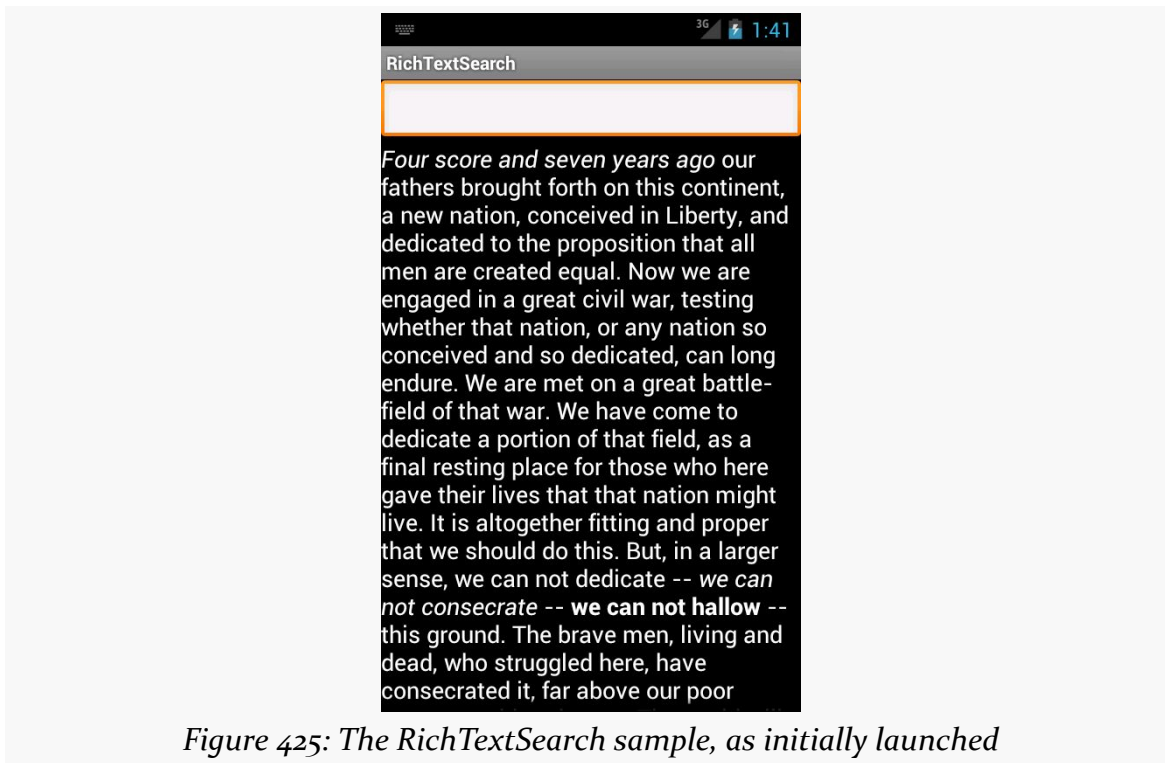 3G 1:41
RichTextSearch
Four score and seven years ago our
fathers brought forth on this continent,
a new nation, conceived in Liberty, and
dedicated to the proposition that all
men are created equal. Now we are
engaged in a great civil war, testing
whether that nation, or any nation so
conceived and so dedicated, can long
endure. We are met on a great battle-
field of that war. We have come to
dedicate a portion of that field, as a
final resting place for those who here
gave their lives that that nation might
live. It is altogether fitting and proper
that we should do this. But, in a larger
sense, we can not dedicate -- we can
not consecrate -- we can not hallow --
this ground. The brave men, living and
dead, who struggled here, have
consecrated it, far above our poor
Figure 425: The RichTextSearch sample, as initially launched